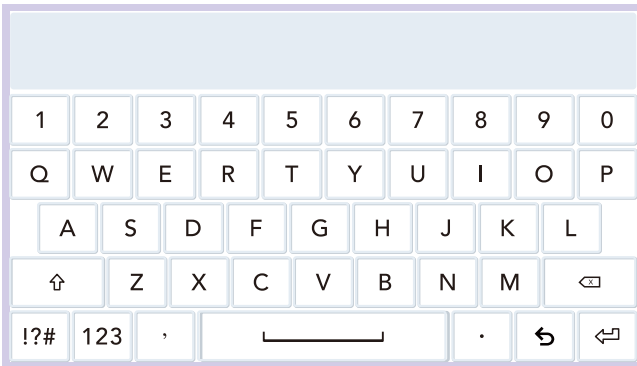 1 2 3 4 5 6 7 8 9 0
Q W E R T Y U I O P
A S D F G H J K L
Z X C V B N M
!?# 123 , .